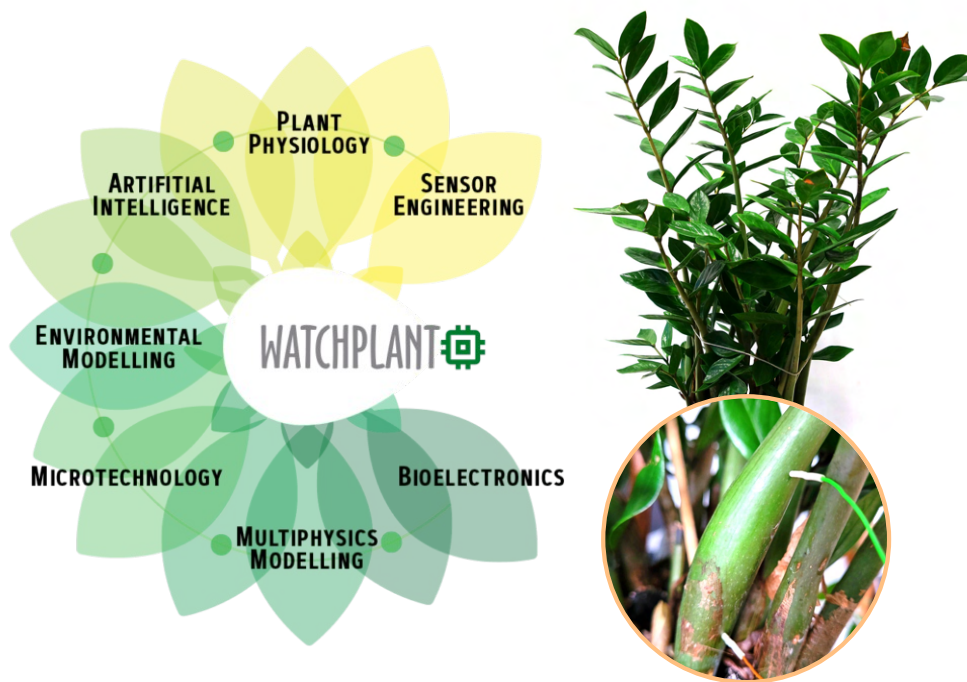 PLANT
PHYSIOLOGY
SENSOR
ENGINEERING
ARTIFITIAL
INTELLIGENCE
ENVIRONMENTAL
MODELLING
WATCHPLANT
MICROTECHNOLOGY
BIOELECTRONICS
MULTIPHYSICS
MODELLING